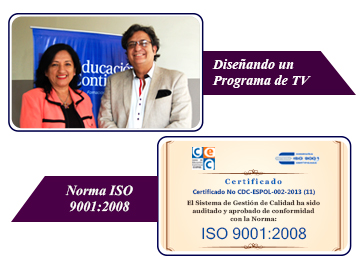 Educación
Contin
Diseñando un
Programa de TV
Norma ISO
9001:2008
cec
ISO 9001
Certificado
Certificado No CDC-ESPOL-002-2013 (11)
El Sistema de Gestión de Calidad ha sido
auditado y aprobado de conformidad
con la Norma:
ISO 9001:2008